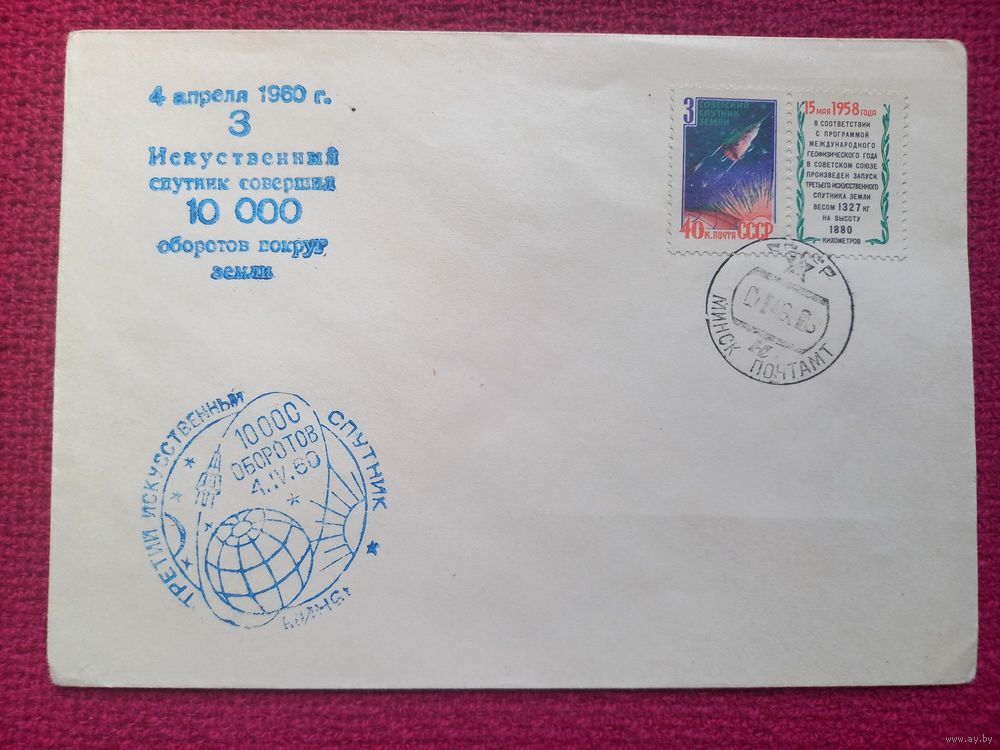 4 апреля 1960 г.
3
Искуственный
спутник совершил
10 000
оборотов вокруг
земли
3 СОВЕТСКИЙ
СПУТНИК
ЗЕМЛИ
40 К. ПОЧТА СССР
15 МАЯ 1958 ГОДА
В СООТВЕТСТВИИ
С ПРОГРАММОЙ
МЕЖДУНАРОДНОГО
ГЕОФИЗИЧЕСКОГО ГОДА
В СОВЕТСКОМ СОЮЗЕ
ПРОИЗВЕДЕН ЗАПУСК
ТРЕТЬЕГО ИСКУССТВЕННОГО
СПУТНИКА ЗЕМЛИ
ВЕСОМ 1327 КГ
НА ВЫСОТУ
1880
КИЛОМЕТРОВ
МИНСК ПОЧТАМТ
ТРЕТИЙ ИСКУССТВЕННЫЙ СПУТНИК
10000
ОБОРОТОВ
4.IV.60
www.ay.by